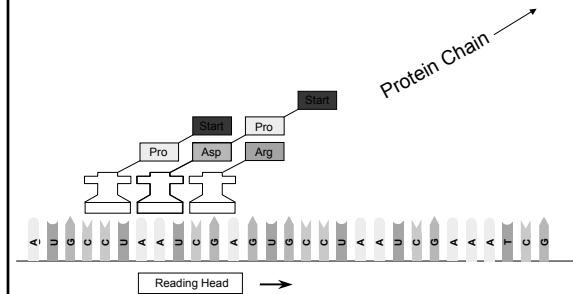 Protein Chain
Start
Start Pro
Pro Asp Arg
A U G C C U A A U C G A G U G C C U A A U C G A A A T C G
Reading Head